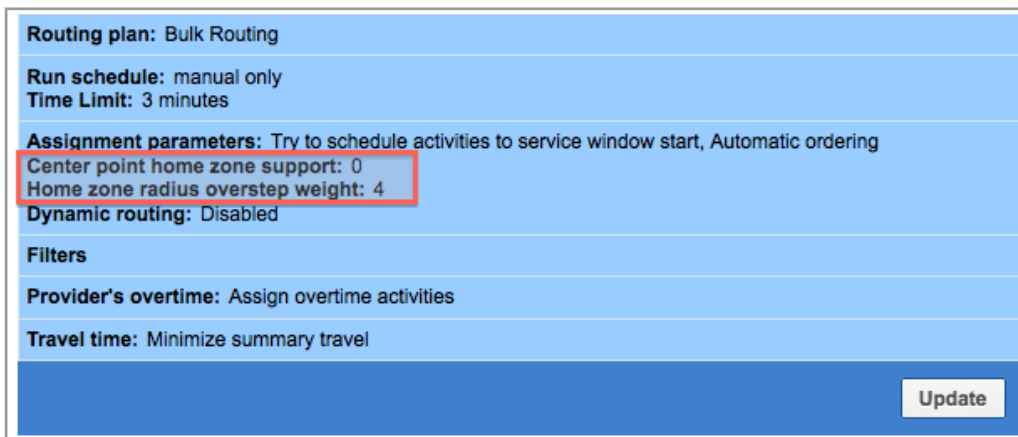 Routing plan: Bulk Routing
Run schedule: manual only
Time Limit: 3 minutes
Assignment parameters: Try to schedule activities to service window start, Automatic ordering
Center point home zone support: 0
Home zone radius overstep weight: 4
Dynamic routing: Disabled
Filters
Provider's overtime: Assign overtime activities
Travel time: Minimize summary travel
Update